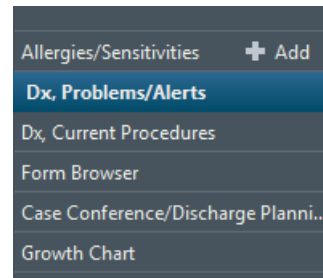 Allergies/Sensitivities + Add
Dx, Problems/Alerts
Dx, Current Procedures
Form Browser
Case Conference/Discharge Planni..
Growth Chart